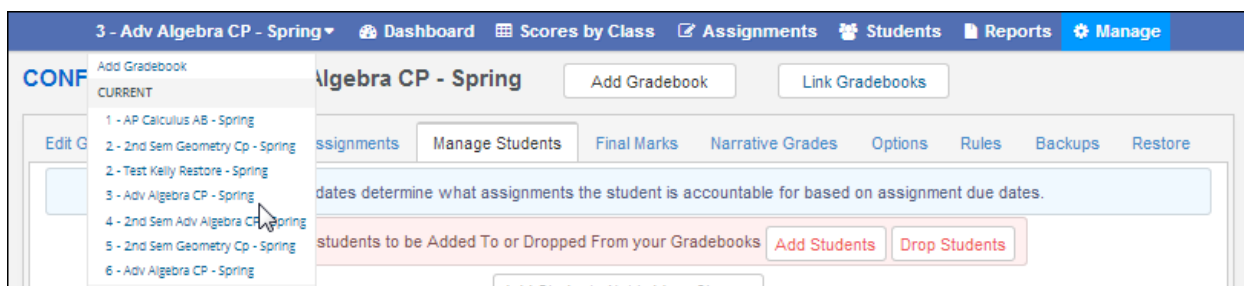 3 - Adv Algebra CP - Spring Dashboard Scores by Class Assignments Students Reports Manage
Add Gradebook
CURRENT
1 - AP Calculus AB - Spring
2 - 2nd Sem Geometry Cp - Spring
2 - Test Kelly Restore - Spring
3 - Adv Algebra CP - Spring
4 - 2nd Sem Adv Algebra CP - Spring
5 - 2nd Sem Geometry Cp - Spring
6 - Adv Algebra CP - Spring
CONF Algebra CP - Spring Add Gradebook Link Gradebooks
Edit G ssignments Manage Students Final Marks Narrative Grades Options Rules Backups Restore
dates determine what assignments the student is accountable for based on assignment due dates.
students to be Added To or Dropped From your Gradebooks Add Students Drop Students